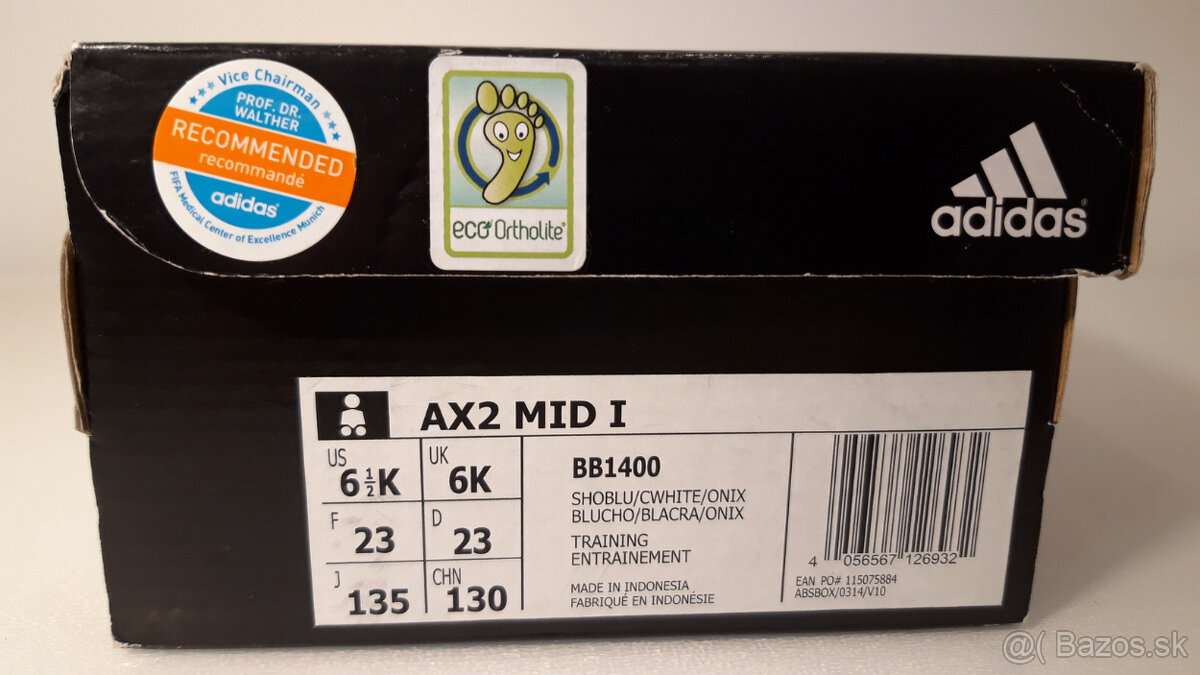 Vice Chairman
PROF. DR.
WALTHER
RECOMMENDED
recommandé
adidas
FIFA Medical Center of Excellence Munich
eco Ortholite®
adidas®
AX2 MID I
US
6 1/2K
UK
6K
F
23
D
23
J
135
CHN
130
BB1400
SHOBLU/CWHITE/ONIX
BLUCHO/BLACRA/ONIX
TRAINING
ENTRAINEMENT
MADE IN INDONESIA
FABRIQUÉ EN INDONÉSIE
4 056567 126932
EAN PO# 115075884
ABSBOX/0314/V10
@( Bazos.sk